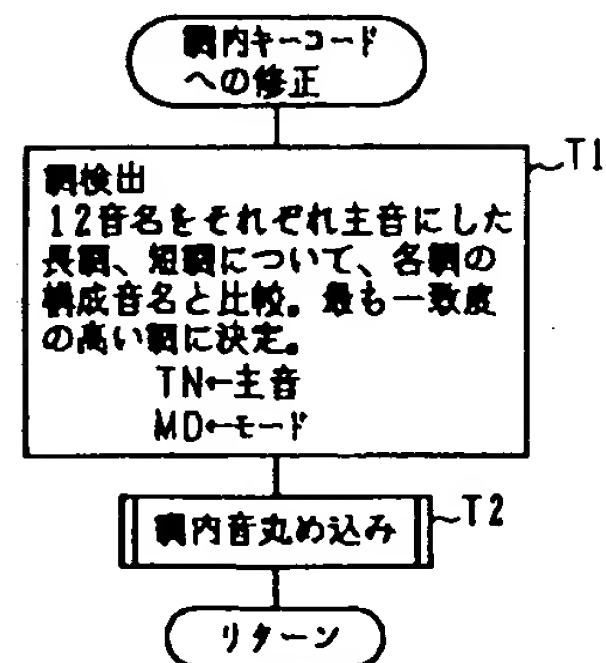 調内キーコード
への修正
T1
調検出
12音名をそれぞれ主音にした
長調、短調について、各調の
構成音名と比較。最も一致度
の高い調に決定。
TN←主音
MD←モード
調内音丸め込み
T2
リターン